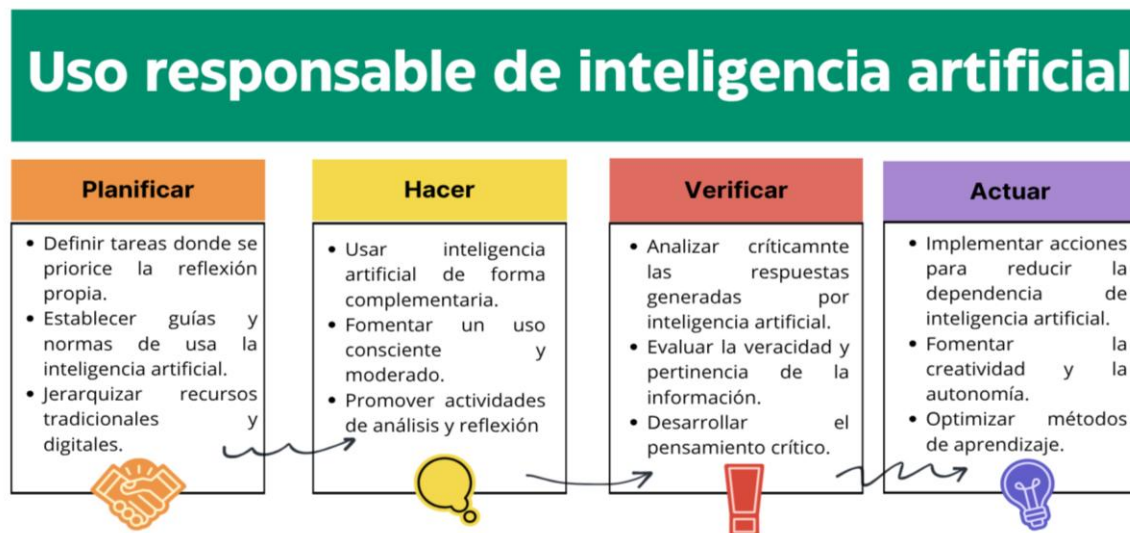 Uso responsable de inteligencia artificial
Planificar
• Definir tareas donde se
priorice la reflexión
propia.
• Establecer guías y
normas de usa la
inteligencia artificial.
• Jerarquizar recursos
tradicionales y
digitales.
Hacer
• Usar inteligencia
artificial de forma
complementaria.
• Fomentar un uso
consciente y
moderado.
• Promover actividades
de análisis y reflexión
Verificar
• Analizar críticamnte
las respuestas
generadas por
inteligencia artificial.
• Evaluar la veracidad y
pertinencia de la
información.
• Desarrollar el
pensamiento crítico.
Actuar
• Implementar acciones
para reducir la
dependencia de
inteligencia artificial.
• Fomentar la
creatividad y la
autonomía.
• Optimizar métodos
de aprendizaje.